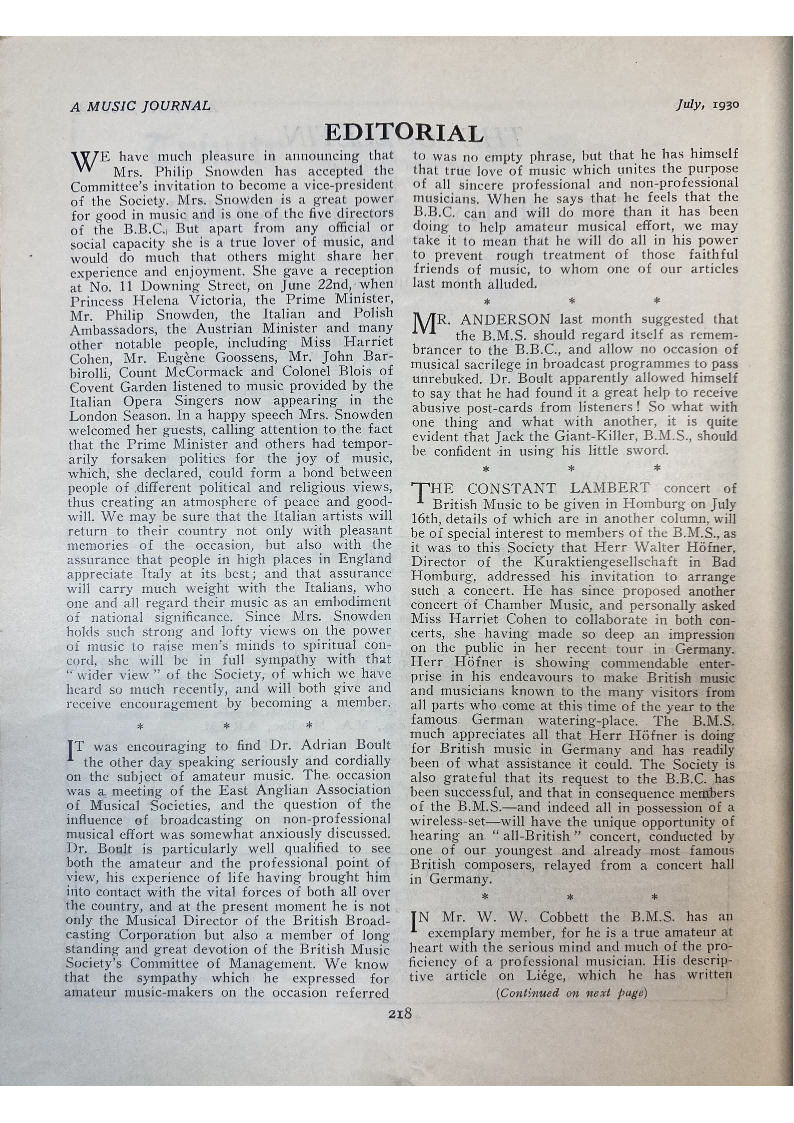 A MUSIC JOURNAL
July, 1930
EDITORIAL
WE have much pleasure in announcing that
Mrs. Philip Snowden has accepted the
Committee's invitation to become a vice-president
of the Society. Mrs. Snowden is a great power
for good in music and is one of the five directors
of the B.B.C. But apart from any official or
social capacity she is a true lover of music, and
would do much that others might share her
experience and enjoyment. She gave a reception
at No. 11 Downing Street, on June 22nd, when
Princess Helena Victoria, the Prime Minister,
Mr. Philip Snowden, the Italian and Polish
Ambassadors, the Austrian Minister and many
other notable people, including Miss Harriet
Cohen, Mr. Eugène Goossens, Mr. John Bar-
birolli, Count McCormack and Colonel Blois of
Covent Garden listened to music provided by the
Italian Opera Singers now appearing in the
London Season. In a happy speech Mrs. Snowden
welcomed her guests, calling attention to the fact
that the Prime Minister and others had tempor-
arily forsaken politics for the joy of music,
which, she declared, could form a bond between
people of different political and religious views,
thus creating an atmosphere of peace and good-
will. We may be sure that the Italian artists will
return to their country not only with pleasant
memories of the occasion, but also with the
assurance that people in high places in England
appreciate Italy at its best; and that assurance
will carry much weight with the Italians, who
one and all regard their music as an embodiment
of national significance. Since Mrs. Snowden
holds such strong and lofty views on the power
of music to raise men's minds to spiritual con-
cord, she will be in full sympathy with that
" wider view " of the Society, of which we have
heard so much recently, and will both give and
receive encouragement by becoming a member.
* * *
IT was encouraging to find Dr. Adrian Boult
the other day speaking seriously and cordially
on the subject of amateur music. The occasion
was a meeting of the East Anglian Association
of Musical Societies, and the question of the
influence of broadcasting on non-professional
musical effort was somewhat anxiously discussed.
Dr. Boult is particularly well qualified to see
both the amateur and the professional point of
view, his experience of life having brought him
into contact with the vital forces of both all over
the country, and at the present moment he is not
only the Musical Director of the British Broad-
casting Corporation but also a member of long
standing and great devotion of the British Music
Society's Committee of Management. We know
that the sympathy which he expressed for
amateur music-makers on the occasion referred
to was no empty phrase, but that he has himself
that true love of music which unites the purpose
of all sincere professional and non-professional
musicians. When he says that he feels that the
B.B.C. can and will do more than it has been
doing to help amateur musical effort, we may
take it to mean that he will do all in his power
to prevent rough treatment of those faithful
friends of music, to whom one of our articles
last month alluded.
* * *
MR. ANDERSON last month suggested that
the B.M.S. should regard itself as remem-
brancer to the B.B.C., and allow no occasion of
musical sacrilege in broadcast programmes to pass
unrebuked. Dr. Boult apparently allowed himself
to say that he had found it a great help to receive
abusive post-cards from listeners! So what with
one thing and what with another, it is quite
evident that Jack the Giant-Killer, B.M.S., should
be confident in using his little sword.
* * *
THE CONSTANT LAMBERT concert of
British Music to be given in Homburg on July
16th, details of which are in another column, will
be of special interest to members of the B.M.S., as
it was to this Society that Herr Walter Höfner,
Director of the Kuraktiengesellschaft in Bad
Homburg, addressed his invitation to arrange
such a concert. He has since proposed another
concert of Chamber Music, and personally asked
Miss Harriet Cohen to collaborate in both con-
certs, she having made so deep an impression
on the public in her recent tour in Germany.
Herr Höfner is showing commendable enter-
prise in his endeavours to make British music
and musicians known to the many visitors from
all parts who come at this time of the year to the
famous German watering-place. The B.M.S.
much appreciates all that Herr Höfner is doing
for British music in Germany and has readily
been of what assistance it could. The Society is
also grateful that its request to the B.B.C. has
been successful, and that in consequence members
of the B.M.S.—and indeed all in possession of a
wireless-set—will have the unique opportunity of
hearing an " all-British " concert, conducted by
one of our youngest and already most famous
British composers, relayed from a concert hall
in Germany.
* * *
IN Mr. W. W. Cobbett the B.M.S. has an
exemplary member, for he is a true amateur at
heart with the serious mind and much of the pro-
ficiency of a professional musician. His descrip-
tive article on Liége, which he has written
(Continued on next page)
218